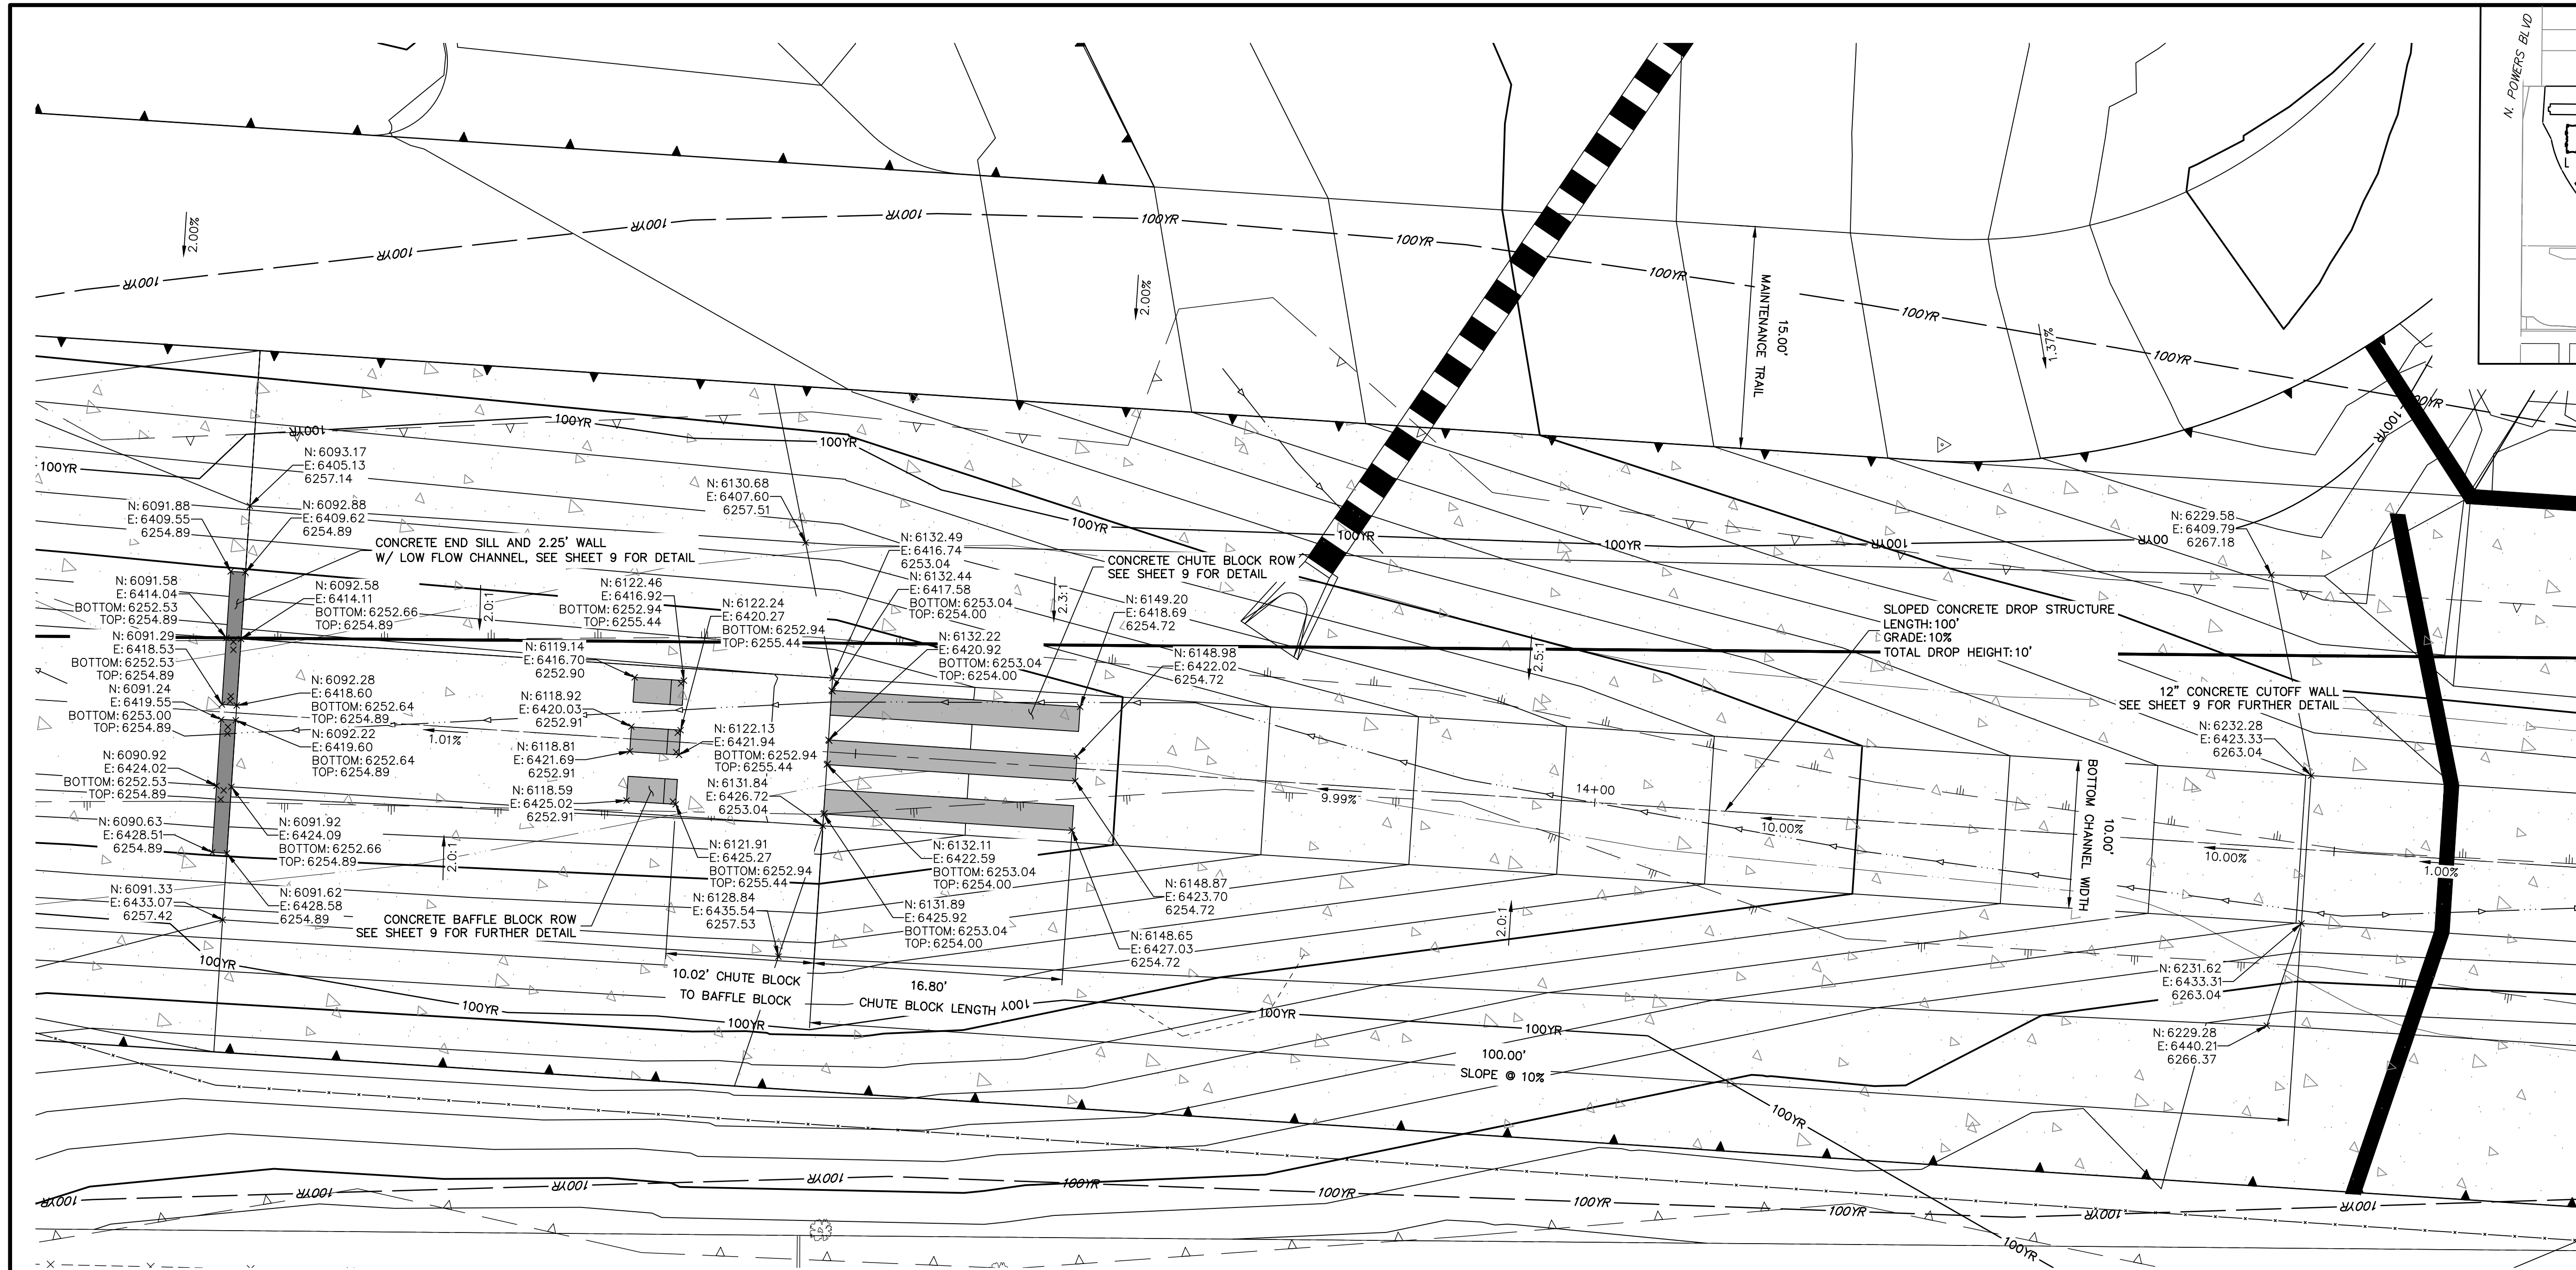 N. POWERS BLVD
2.00%
100YR
100YR
100YR
100YR
100YR
100YR
100YR
100YR
100YR
100YR
2.00%
15.00'
MAINTENANCE TRAIL
1.37%
100YR
100YR
100YR
100YR
100YR
N: 6093.17
E: 6405.13
6257.14
N: 6091.88
E: 6409.55
6254.89
N: 6092.88
E: 6409.62
6254.89
CONCRETE END SILL AND 2.25' WALL
W/ LOW FLOW CHANNEL, SEE SHEET 9 FOR DETAIL
N: 6130.68
E: 6407.60
6257.51
100YR
100YR
100YR
100YR
00YR
N: 6229.58
E: 6409.79
6267.18
N: 6132.49
E: 6416.74
6253.04
N: 6132.44
E: 6417.58
BOTTOM: 6253.04
TOP: 6254.00
CONCRETE CHUTE BLOCK ROW
SEE SHEET 9 FOR DETAIL
2.3:1
N: 6149.20
E: 6418.69
6254.72
N: 6091.58
E: 6414.04
BOTTOM: 6252.53
TOP: 6254.89
N: 6092.58
E: 6414.11
BOTTOM: 6252.66
TOP: 6254.89
2.0:1
N: 6122.46
E: 6416.92
BOTTOM: 6252.94
TOP: 6255.44
N: 6122.24
E: 6420.27
BOTTOM: 6252.94
TOP: 6255.44
N: 6132.22
E: 6420.92
BOTTOM: 6253.04
TOP: 6254.00
N: 6148.98
E: 6422.02
6254.72
2.5:1
SLOPED CONCRETE DROP STRUCTURE
LENGTH: 100'
GRADE: 10%
TOTAL DROP HEIGHT: 10'
N: 6091.29
E: 6418.53
BOTTOM: 6252.53
TOP: 6254.89
N: 6119.14
E: 6416.70
6252.90
N: 6091.24
E: 6419.55
BOTTOM: 6253.00
TOP: 6254.89
N: 6092.28
E: 6418.60
BOTTOM: 6252.64
TOP: 6254.89
N: 6092.22
E: 6419.60
BOTTOM: 6252.64
TOP: 6254.89
1.01%
N: 6118.92
E: 6420.03
6252.91
N: 6118.81
E: 6421.69
6252.91
N: 6122.13
E: 6421.94
BOTTOM: 6252.94
TOP: 6255.44
12" CONCRETE CUTOFF WALL
SEE SHEET 9 FOR FURTHER DETAIL
N: 6232.28
E: 6423.33
6263.04
N: 6090.92
E: 6424.02
BOTTOM: 6252.53
TOP: 6254.89
N: 6118.59
E: 6425.02
6252.91
N: 6131.84
E: 6426.72
6253.04
9.99%
14+00
10.00%
10.00'
BOTTOM CHANNEL WIDTH
10.00%
1.00%
N: 6090.63
E: 6428.51
6254.89
N: 6091.92
E: 6424.09
BOTTOM: 6252.66
TOP: 6254.89
2.0:1
N: 6121.91
E: 6425.27
BOTTOM: 6252.94
TOP: 6255.44
N: 6132.11
E: 6422.59
BOTTOM: 6253.04
TOP: 6254.00
N: 6148.87
E: 6423.70
6254.72
N: 6091.33
E: 6433.07
6257.42
N: 6091.62
E: 6428.58
6254.89
CONCRETE BAFFLE BLOCK ROW
SEE SHEET 9 FOR FURTHER DETAIL
N: 6128.84
E: 6435.54
6257.53
N: 6131.89
E: 6425.92
BOTTOM: 6253.04
TOP: 6254.00
N: 6148.65
E: 6427.03
6254.72
2.0:1
N: 6231.62
E: 6433.31
6263.04
100YR
10.02' CHUTE BLOCK
TO BAFFLE BLOCK
16.80'
CHUTE BLOCK LENGTH
100Y
100YR
100YR
100YR
100YR
N: 6229.28
E: 6440.21
6266.37
100.00'
SLOPE @ 10%
100YR
100YR
100YR
100YR
100YR
100YR
100YR
100YR
100YR
100YR
100YR
100YR